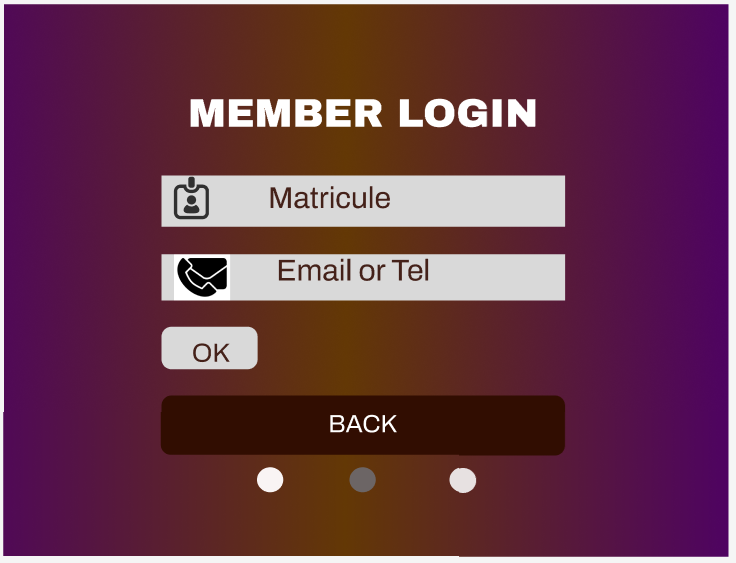 MEMBER LOGIN
Matricule
Email or Tel
OK
BACK